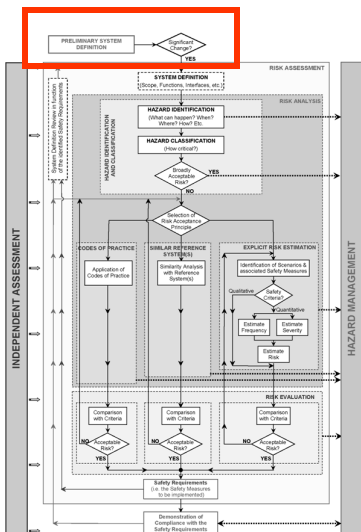 PRELIMINARY SYSTEM
DEFINITION
Significant
Change?
YES
RISK ASSESSMENT
SYSTEM DEFINITION
(Scope, Functions, Interfaces, etc.)
RISK ANALYSIS
HAZARD IDENTIFICATION
(What can happen? When?
Where? How? Etc.
HAZARD CLASSIFICATION
(How critical?)
HAZARD IDENTIFICATION
AND CLASSIFICATION
Broadly
Acceptable
Risk?
YES
NO
System Definition Review in function
of the identified Safety Requirements
Selection of
Risk Acceptance
Principle
CODES OF PRACTICE
SIMILAR REFERENCE
SYSTEM(S)
EXPLICIT RISK ESTIMATION
Application of
Codes of Practice
Similarity Analysis
with Reference
System(s)
Identification of Scenarios &
associated Safety Measures
Qualitative
Safety
Criteria?
Quantitative
Estimate
Frequency
Estimate
Severity
Estimate
Risk
INDEPENDENT ASSESSMENT
HAZARD MANAGEMENT
RISK EVALUATION
Comparison
with Criteria
Comparison
with Criteria
Comparison
with Criteria
NO
Acceptable
Risk?
NO
Acceptable
Risk?
NO
Acceptable
Risk?
YES
YES
YES
Safety Requirements
(i.e. the Safety Measures
to be implemented)
Demonstration of
Compliance with the
Safety Requirements